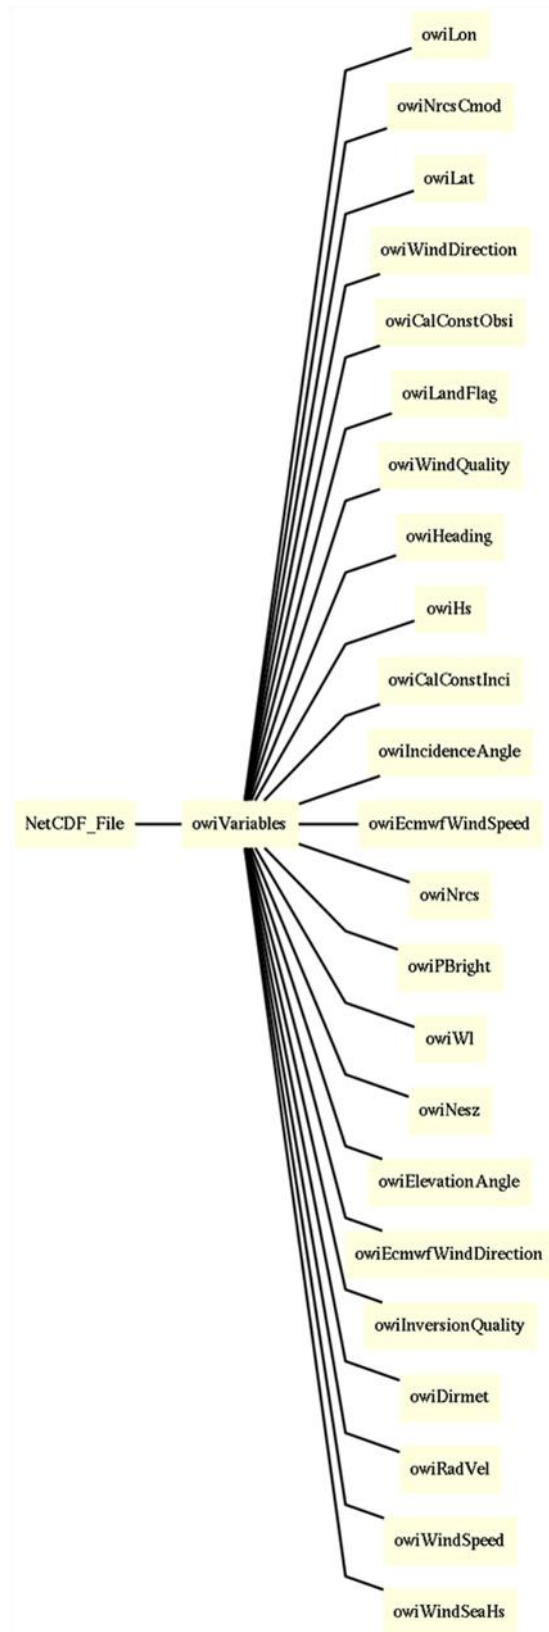 owiLon
owiNrcsCmod
owiLat
owiWindDirection
owiCalConstObsi
owiLandFlag
owiWindQuality
owiHeading
owiHs
owiCalConstInci
owiIncidenceAngle
NetCDF_File owiVariables owiEcmwfWindSpeed
owiNrcs
owiPBright
owiWl
owiNesz
owiElevationAngle
owiEcmwfWindDirection
owiInversionQuality
owiDirmet
owiRadVel
owiWindSpeed
owiWindSeaHs